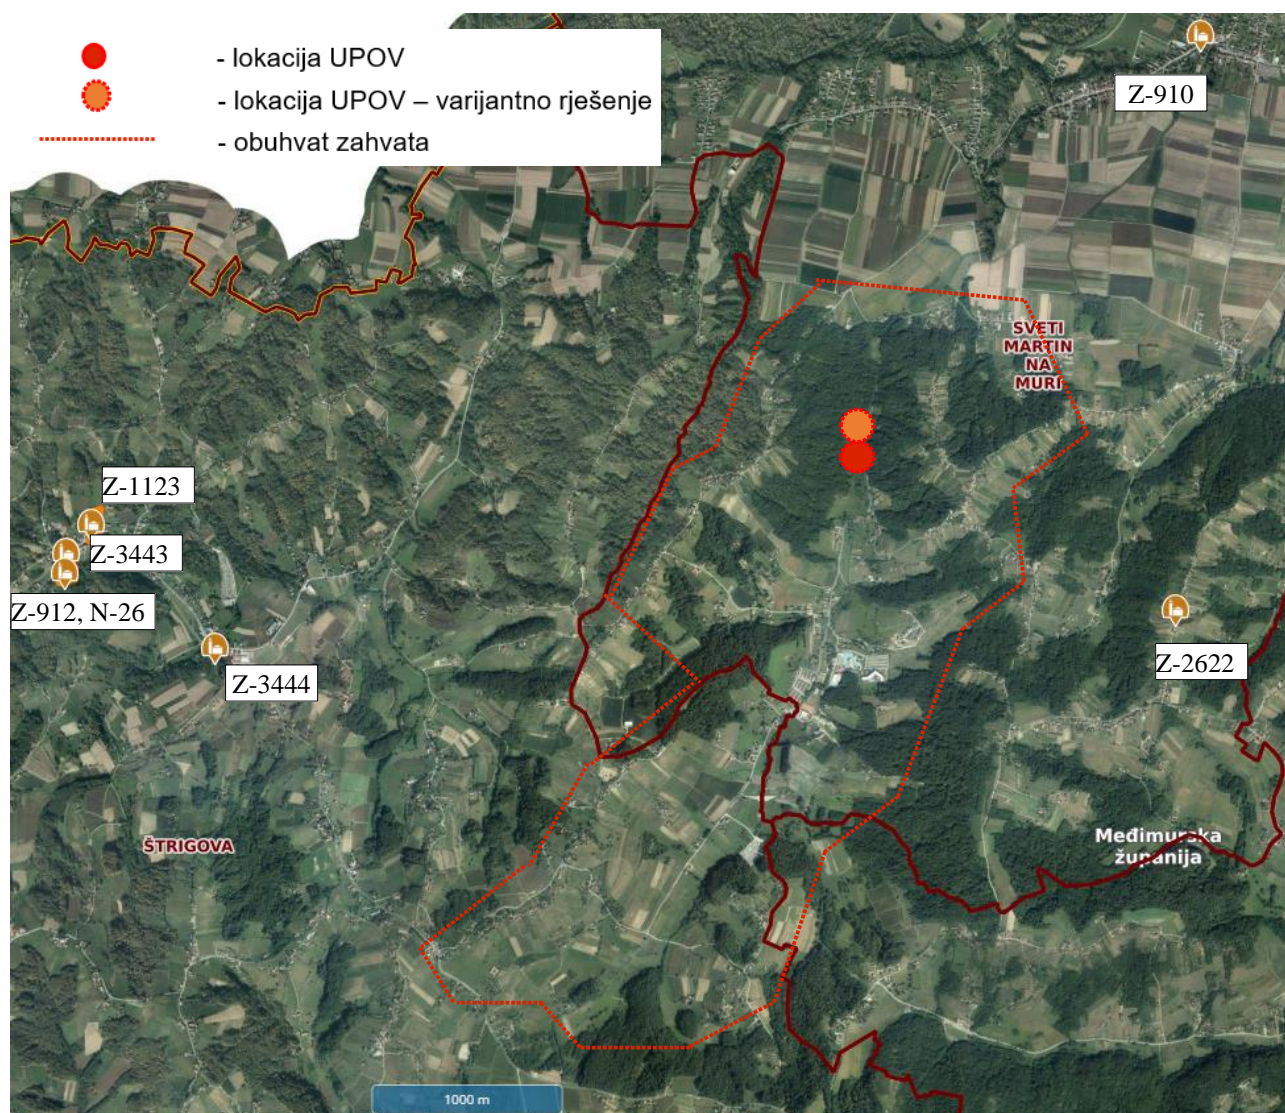 - lokacija UPOV
- lokacija UPOV – varijantno rješenje
- obuhvat zahvata
Z-910
SVETI
MARTIN
NA
MURI
Z-1123
Z-3443
Z-912, N-26
Z-3444
Z-2622
ŠTRIGOVA
Međimurska
županija
1000 m